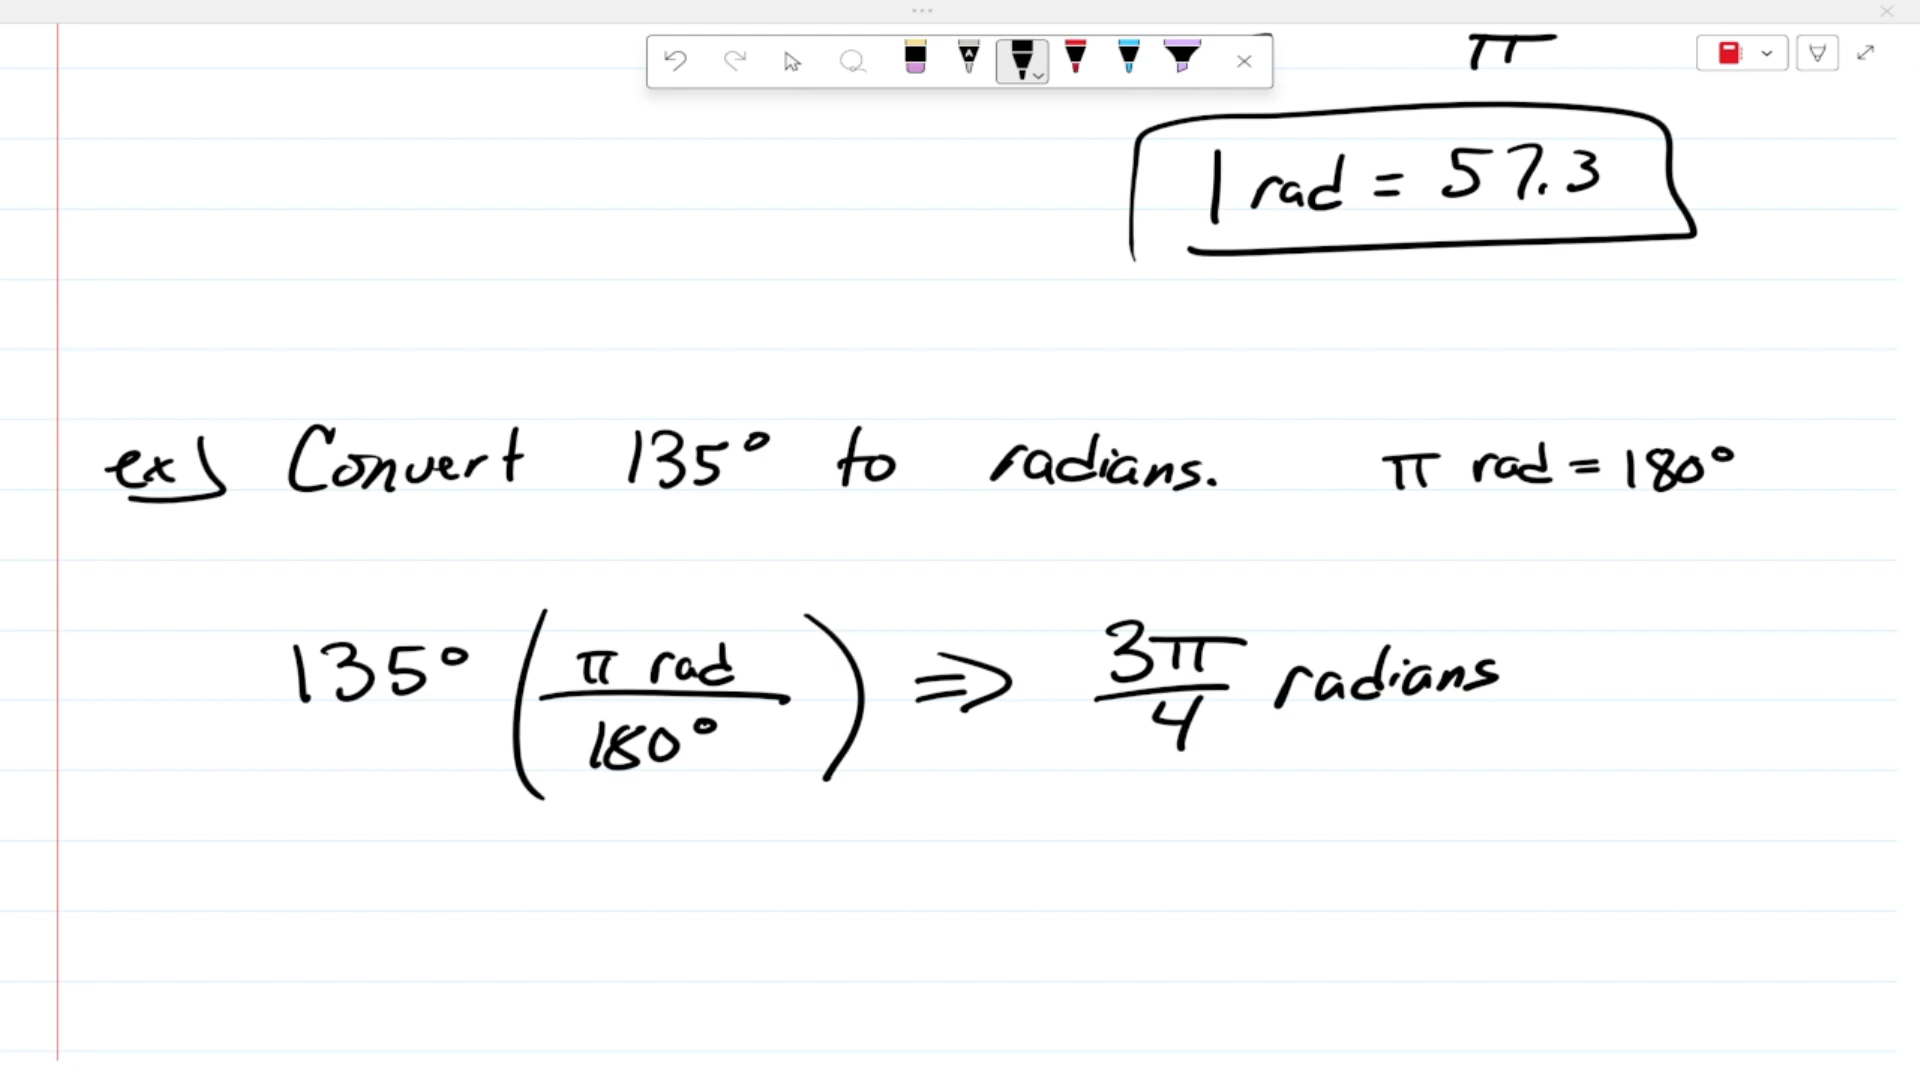 π
1 rad = 57.3
ex) Convert 135° to radians. π rad = 180°
135° (π rad / 180°) ⇒ 3π/4 radians